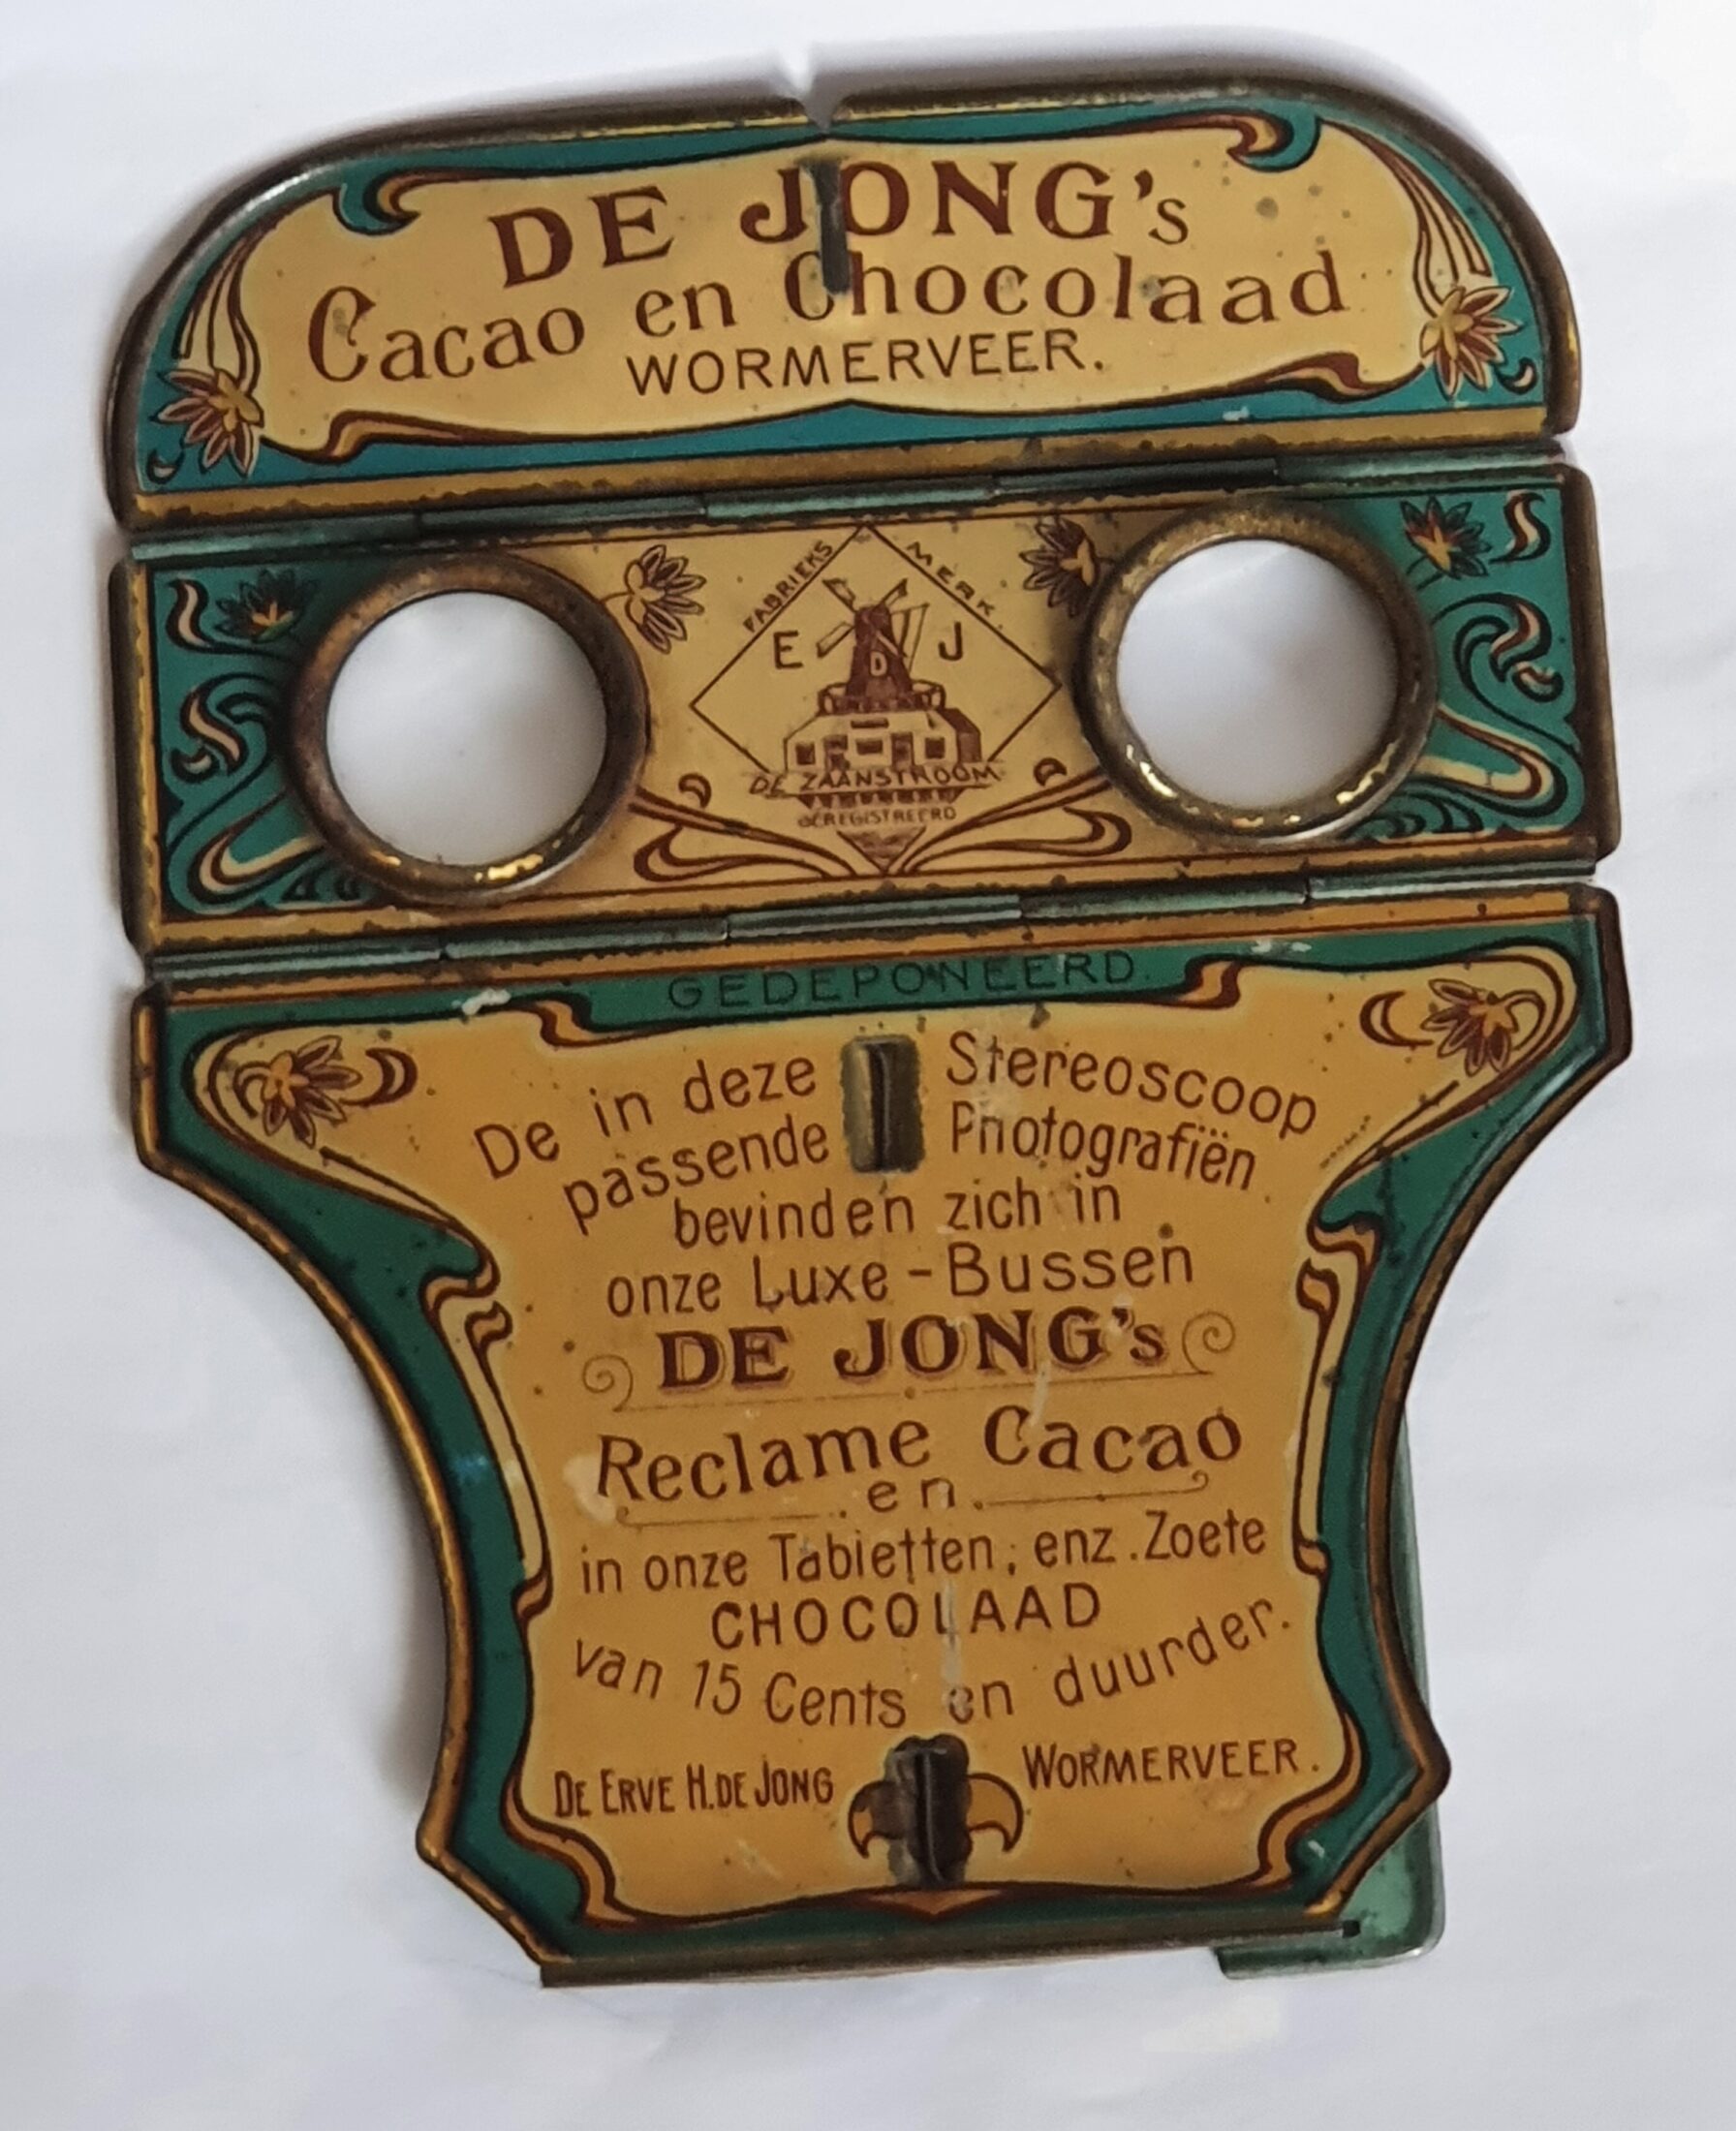 DE JONG's
Cacao en Chocolaad
WORMERVEER.
FABRIEKS MERK.
E D J
DE ZAANSTROOM
GEREGISTREERD
GEDEPONEERD.
De in deze Stereoscoop
passende Photografiën
bevinden zich in
onze Luxe-Bussen
DE JONG's
Reclame Cacao
en
in onze Tabletten, enz. Zoete
CHOCOLAAD
van 15 Cents en duurder.
DE ERVE H. DE JONG WORMERVEER.